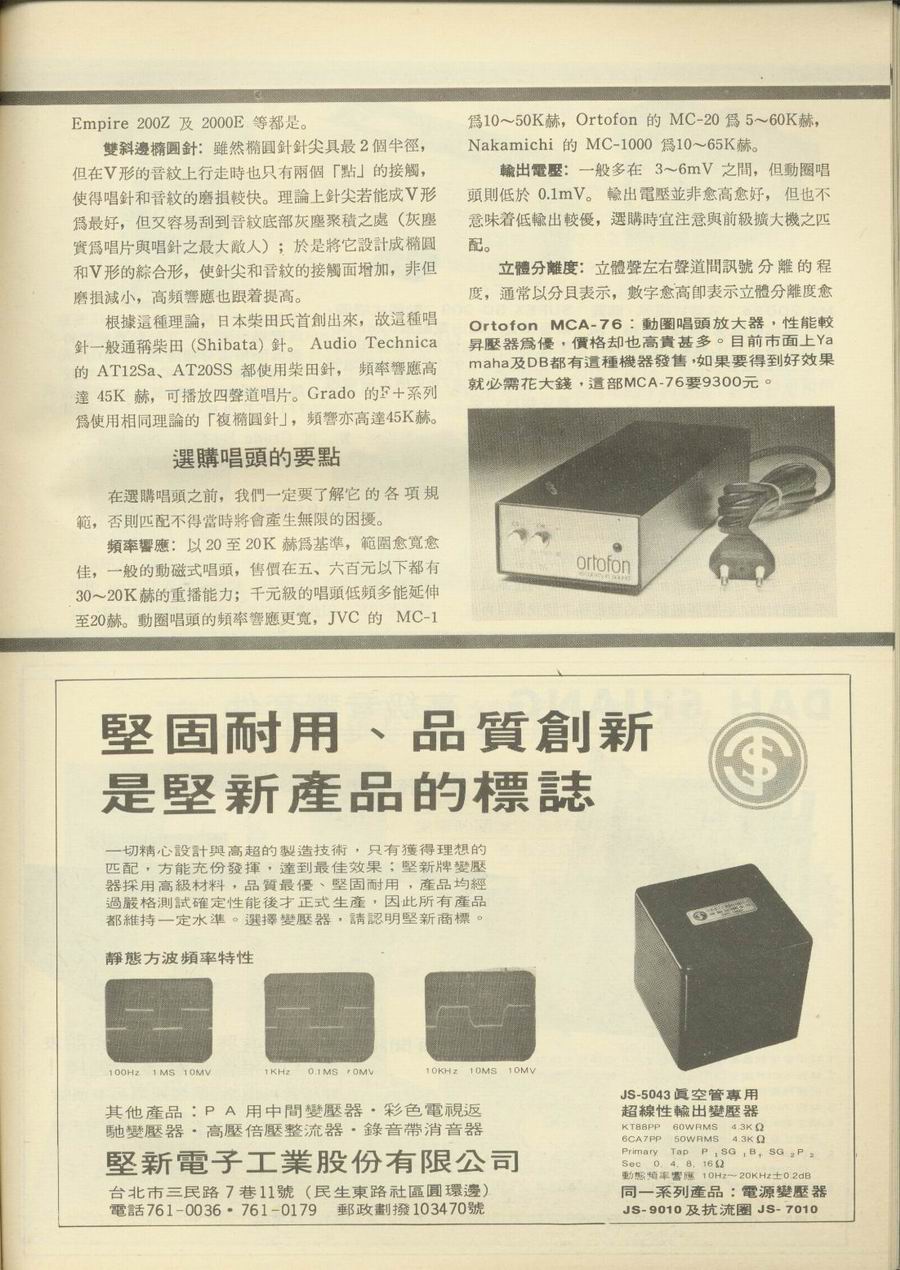 Empire 200Z 及 2000E 等都是。
雙斜邊橢圓針：雖然橢圓針針尖具最2個半徑，
但在V形的音紋上行走時也只有兩個「點」的接觸，
使得唱針和音紋的磨損較快。理論上針尖若能成V形
爲最好，但又容易刮到音紋底部灰塵聚積之處（灰塵
實爲唱片與唱針之最大敵人）；於是將它設計成橢圓
和V形的綜合形，使針尖和音紋的接觸面增加，非但
磨損減小，高頻響應也跟着提高。
根據這種理論，日本柴田氏首創出來，故這種唱
針一般通稱柴田 (Shibata) 針。 Audio Technica
的 AT12Sa、AT20SS 都使用柴田針， 頻率響應高
達 45K 赫，可播放四聲道唱片。Grado 的F＋系列
爲使用相同理論的「複橢圓針」，頻響亦高達45K赫。
選購唱頭的要點
在選購唱頭之前，我們一定要了解它的各項規
範，否則匹配不得當時將會產生無限的困擾。
頻率響應：以20至20K 赫爲基準，範圍愈寬愈
佳，一般的動磁式唱頭，售價在五、六百元以下都有
30～20K赫的重播能力；千元級的唱頭低頻多能延伸
至20赫。動圈唱頭的頻率響應更寬，JVC 的 MC-1
爲10～50K赫，Ortofon 的 MC-20 爲 5～60K赫，
Nakamichi 的 MC-1000 爲10～65K赫。
輸出電壓：一般多在 3～6mV 之間，但動圈唱
頭則低於 0.1mV。 輸出電壓並非愈高愈好， 但也不
意味着低輸出較優，選購時宜注意與前級擴大機之匹
配。
立體分離度：立體聲左右聲道間訊號分離的程
度，通常以分貝表示，數字愈高卽表示立體分離度愈
Ortofon MCA-76：動圈唱頭放大器，性能較
昇壓器爲優，價格却也高貴甚多。目前市面上Ya
maha及DB都有這種機器發售，如果要得到好效果
就必需花大錢，這部MCA-76要9300元。
ortofon
堅固耐用、品質創新
是堅新產品的標誌
一切精心設計與高超的製造技術，只有獲得理想的
匹配，方能充份發揮，達到最佳效果；堅新牌變壓
器採用高級材料，品質最優、堅固耐用，產品均經
過嚴格測試確定性能後才正式生產，因此所有產品
都維持一定水準。選擇變壓器，請認明堅新商標。
靜態方波頻率特性
100Hz 1MS 10MV
1KHz 0.1MS 10MV
10KHz 10MS 10MV
其他產品：PA用中間變壓器・彩色電視返
馳變壓器・高壓倍壓整流器・錄音帶消音器
堅新電子工業股份有限公司
台北市三民路7巷11號（民生東路社區圓環邊）
電話761-0036・761-0179 郵政劃撥103470號
JS-5043眞空管專用
超線性輸出變壓器
KT88PP 60WRMS 4.3KΩ
6CA7PP 50WRMS 4.3KΩ
Primary Tap P₁SG₁B₊SG₂P₂
Sec 0. 4. 8. 16Ω
動態頻率響應 10Hz～20KHz±0.2dB
同一系列產品：電源變壓器
JS-9010及抗流圈JS-7010